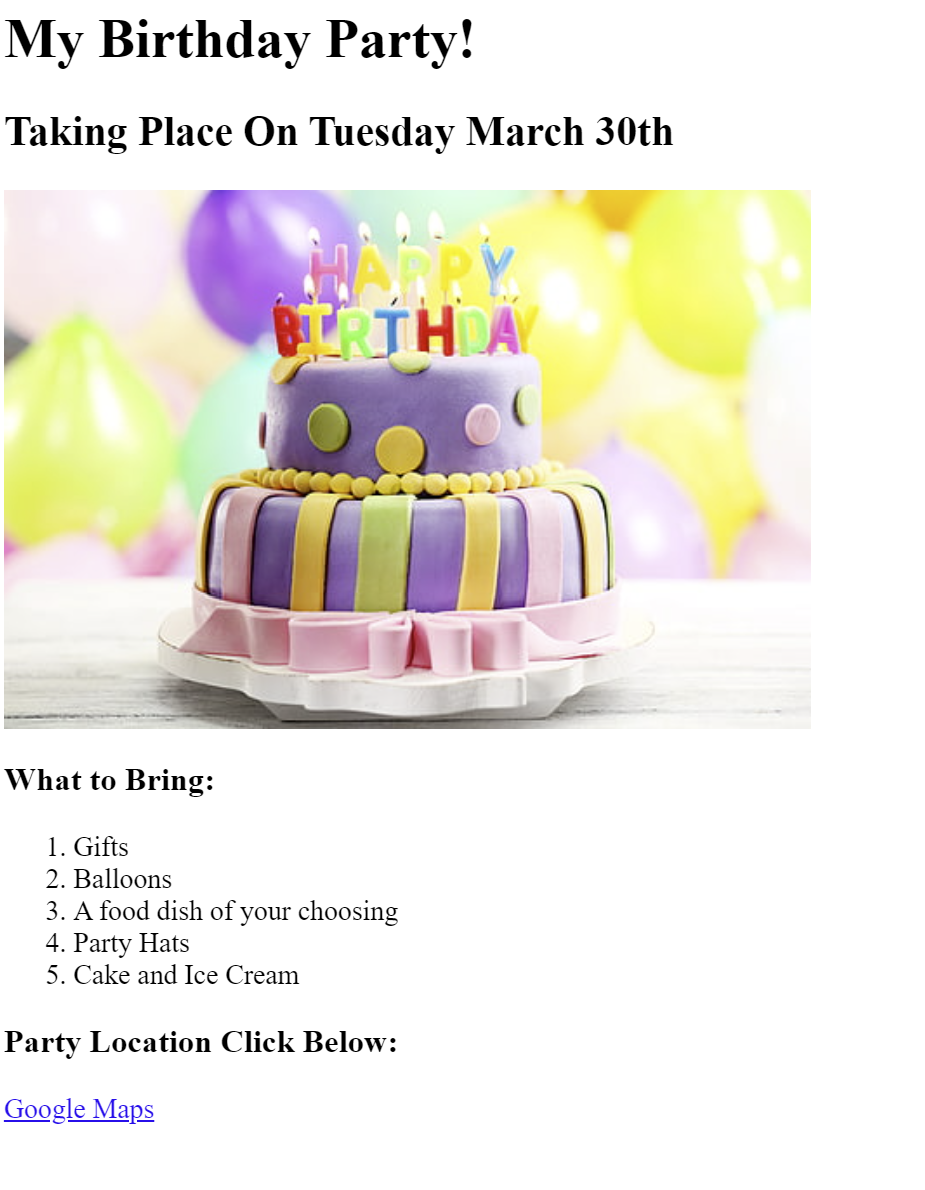 My Birthday Party!
Taking Place On Tuesday March 30th
HAPPY
BIRTHDAY
What to Bring:
1. Gifts
2. Balloons
3. A food dish of your choosing
4. Party Hats
5. Cake and Ice Cream
Party Location Click Below:
Google Maps